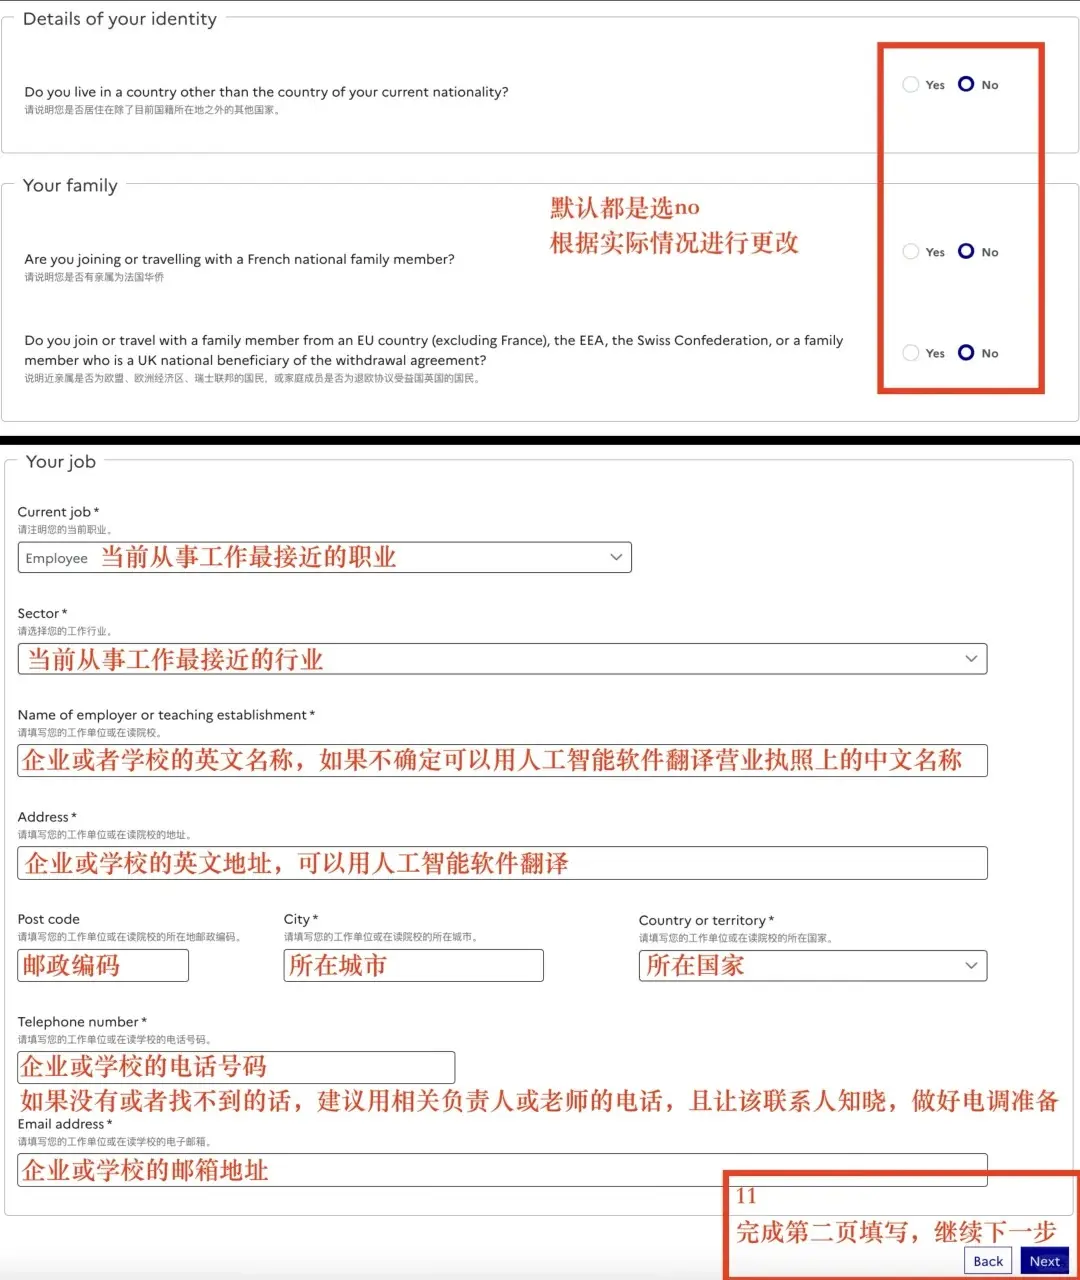 Details of your identity
Do you live in a country other than the country of your current nationality?
Yes No
请说明您是否居住在除了目前国籍所在地之外的其他国家。
Your family
默认都是选no
根据实际情况进行更改
Are you joining or travelling with a French national family member?
Yes No
请说明您是否有亲属为法国华侨
Do you join or travel with a family member from an EU country (excluding France), the EEA, the Swiss Confederation, or a family
member who is a UK national beneficiary of the withdrawal agreement?
Yes No
说明近亲属是否为欧盟、欧洲经济区、瑞士联邦的国民，或家庭成员是否为退欧协议受益国英国的国民。
Your job
Current job *
请注明您的当前职业。
Employee 当前从事工作最接近的职业
Sector *
请选择您的工作行业。
当前从事工作最接近的行业
Name of employer or teaching establishment *
请填写您的工作单位或在读院校。
企业或者学校的英文名称，如果不确定可以用人工智能软件翻译营业执照上的中文名称
Address *
请填写您的工作单位或在读院校的地址。
企业或学校的英文地址，可以用人工智能软件翻译
Post code City * Country or territory *
请填写您的工作单位或在读院校的所在地邮政编码。 请填写您的工作单位或在读院校的所在城市。 请填写您的工作单位或在读院校的所在国家。
邮政编码 所在城市 所在国家
Telephone number *
请填写您的工作单位或在读学校的电话号码。
企业或学校的电话号码
如果没有或者找不到的话，建议用相关负责人或老师的电话，且让该联系人知晓，做好电调准备
Email address *
请填写您的工作单位或在读学校的电子邮箱。
企业或学校的邮箱地址
11
完成第二页填写，继续下一步
Back Next